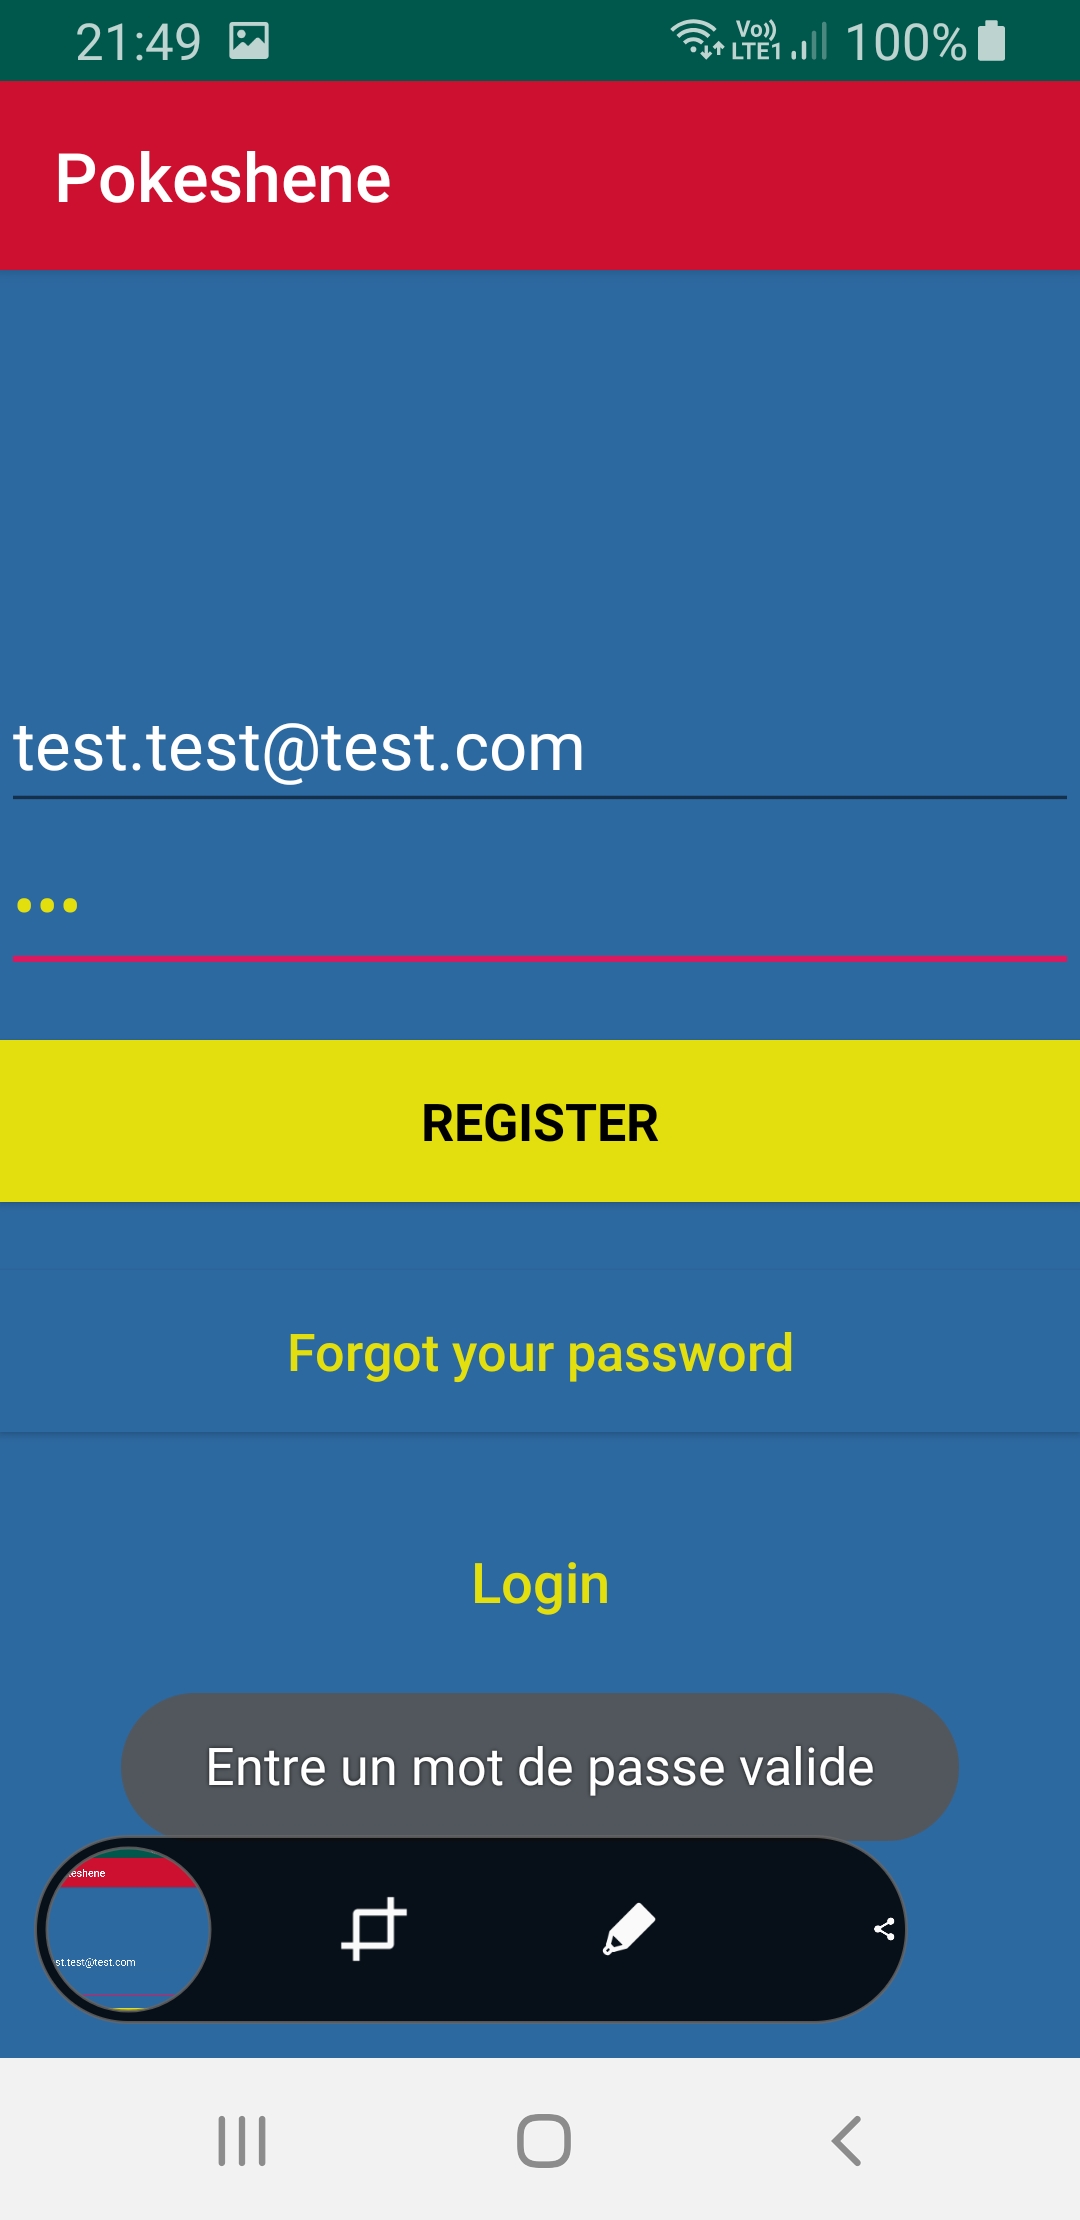 21:49 Vo)) LTE1 100%
Pokeshene
test.test@test.com
•••
REGISTER
Forgot your password
Login
Entre un mot de passe valide
eshene
st.test@test.com